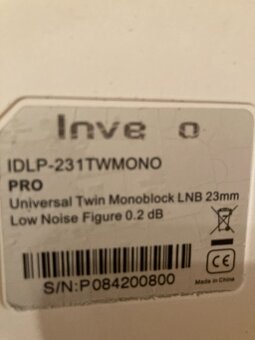 Inve o
IDLP-231TWMONO
PRO
Universal Twin Monoblock LNB 23mm
Low Noise Figure 0.2 dB
CE
Made in China
S/N:P084200800